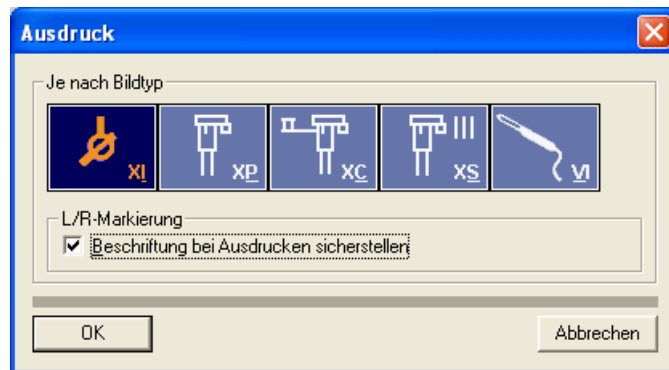 Ausdruck
Je nach Bildtyp
XI XP XC XS VI
L/R-Markierung
Beschriftung bei Ausdrucken sicherstellen
OK Abbrechen